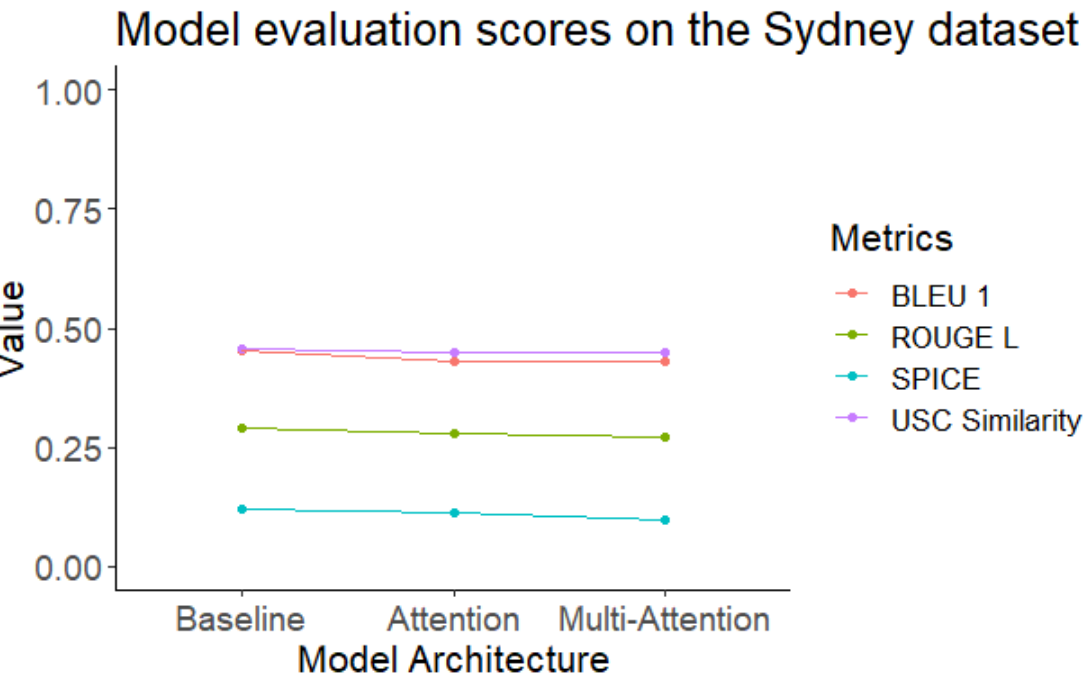 Model evaluation scores on the Sydney dataset
1.00
0.75
0.50
0.25
0.00
Value
Baseline Attention Multi-Attention
Model Architecture
Metrics
BLEU 1
ROUGE L
SPICE
USC Similarity